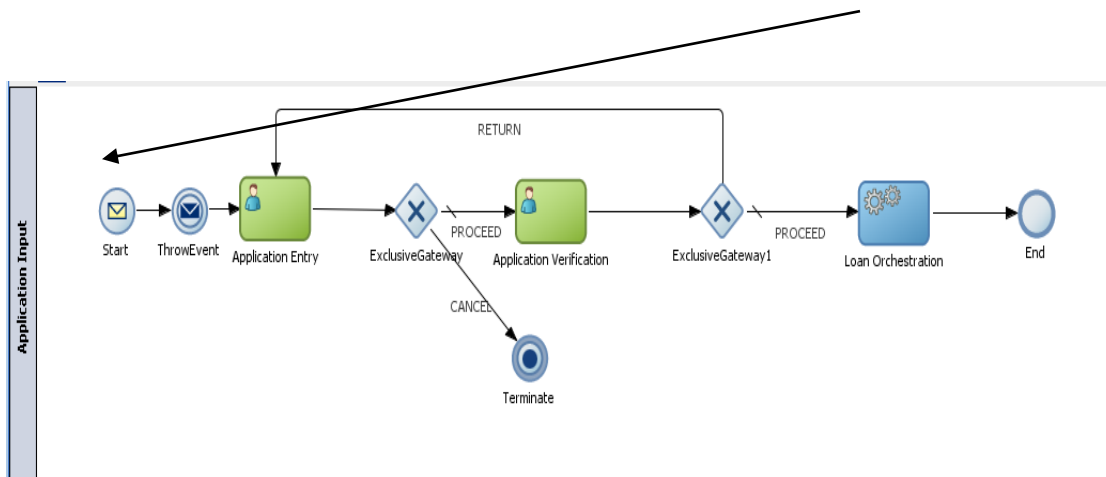 Application Input
RETURN
Start
ThrowEvent
Application Entry
ExclusiveGateway
PROCEED
Application Verification
ExclusiveGateway1
PROCEED
Loan Orchestration
End
CANCEL
Terminate